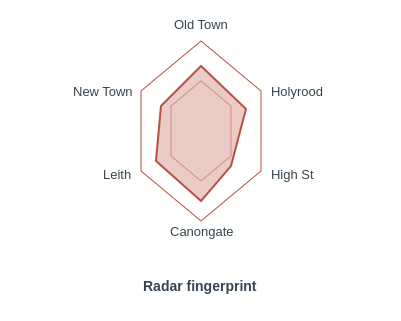 Old Town
New Town
Holyrood
Leith
High St
Canongate
Radar fingerprint